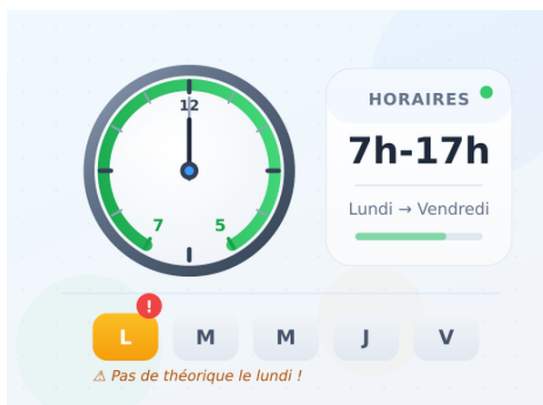 12
7 5
HORAIRES
7h-17h
Lundi → Vendredi
!
L M M J V
⚠ Pas de théorique le lundi !